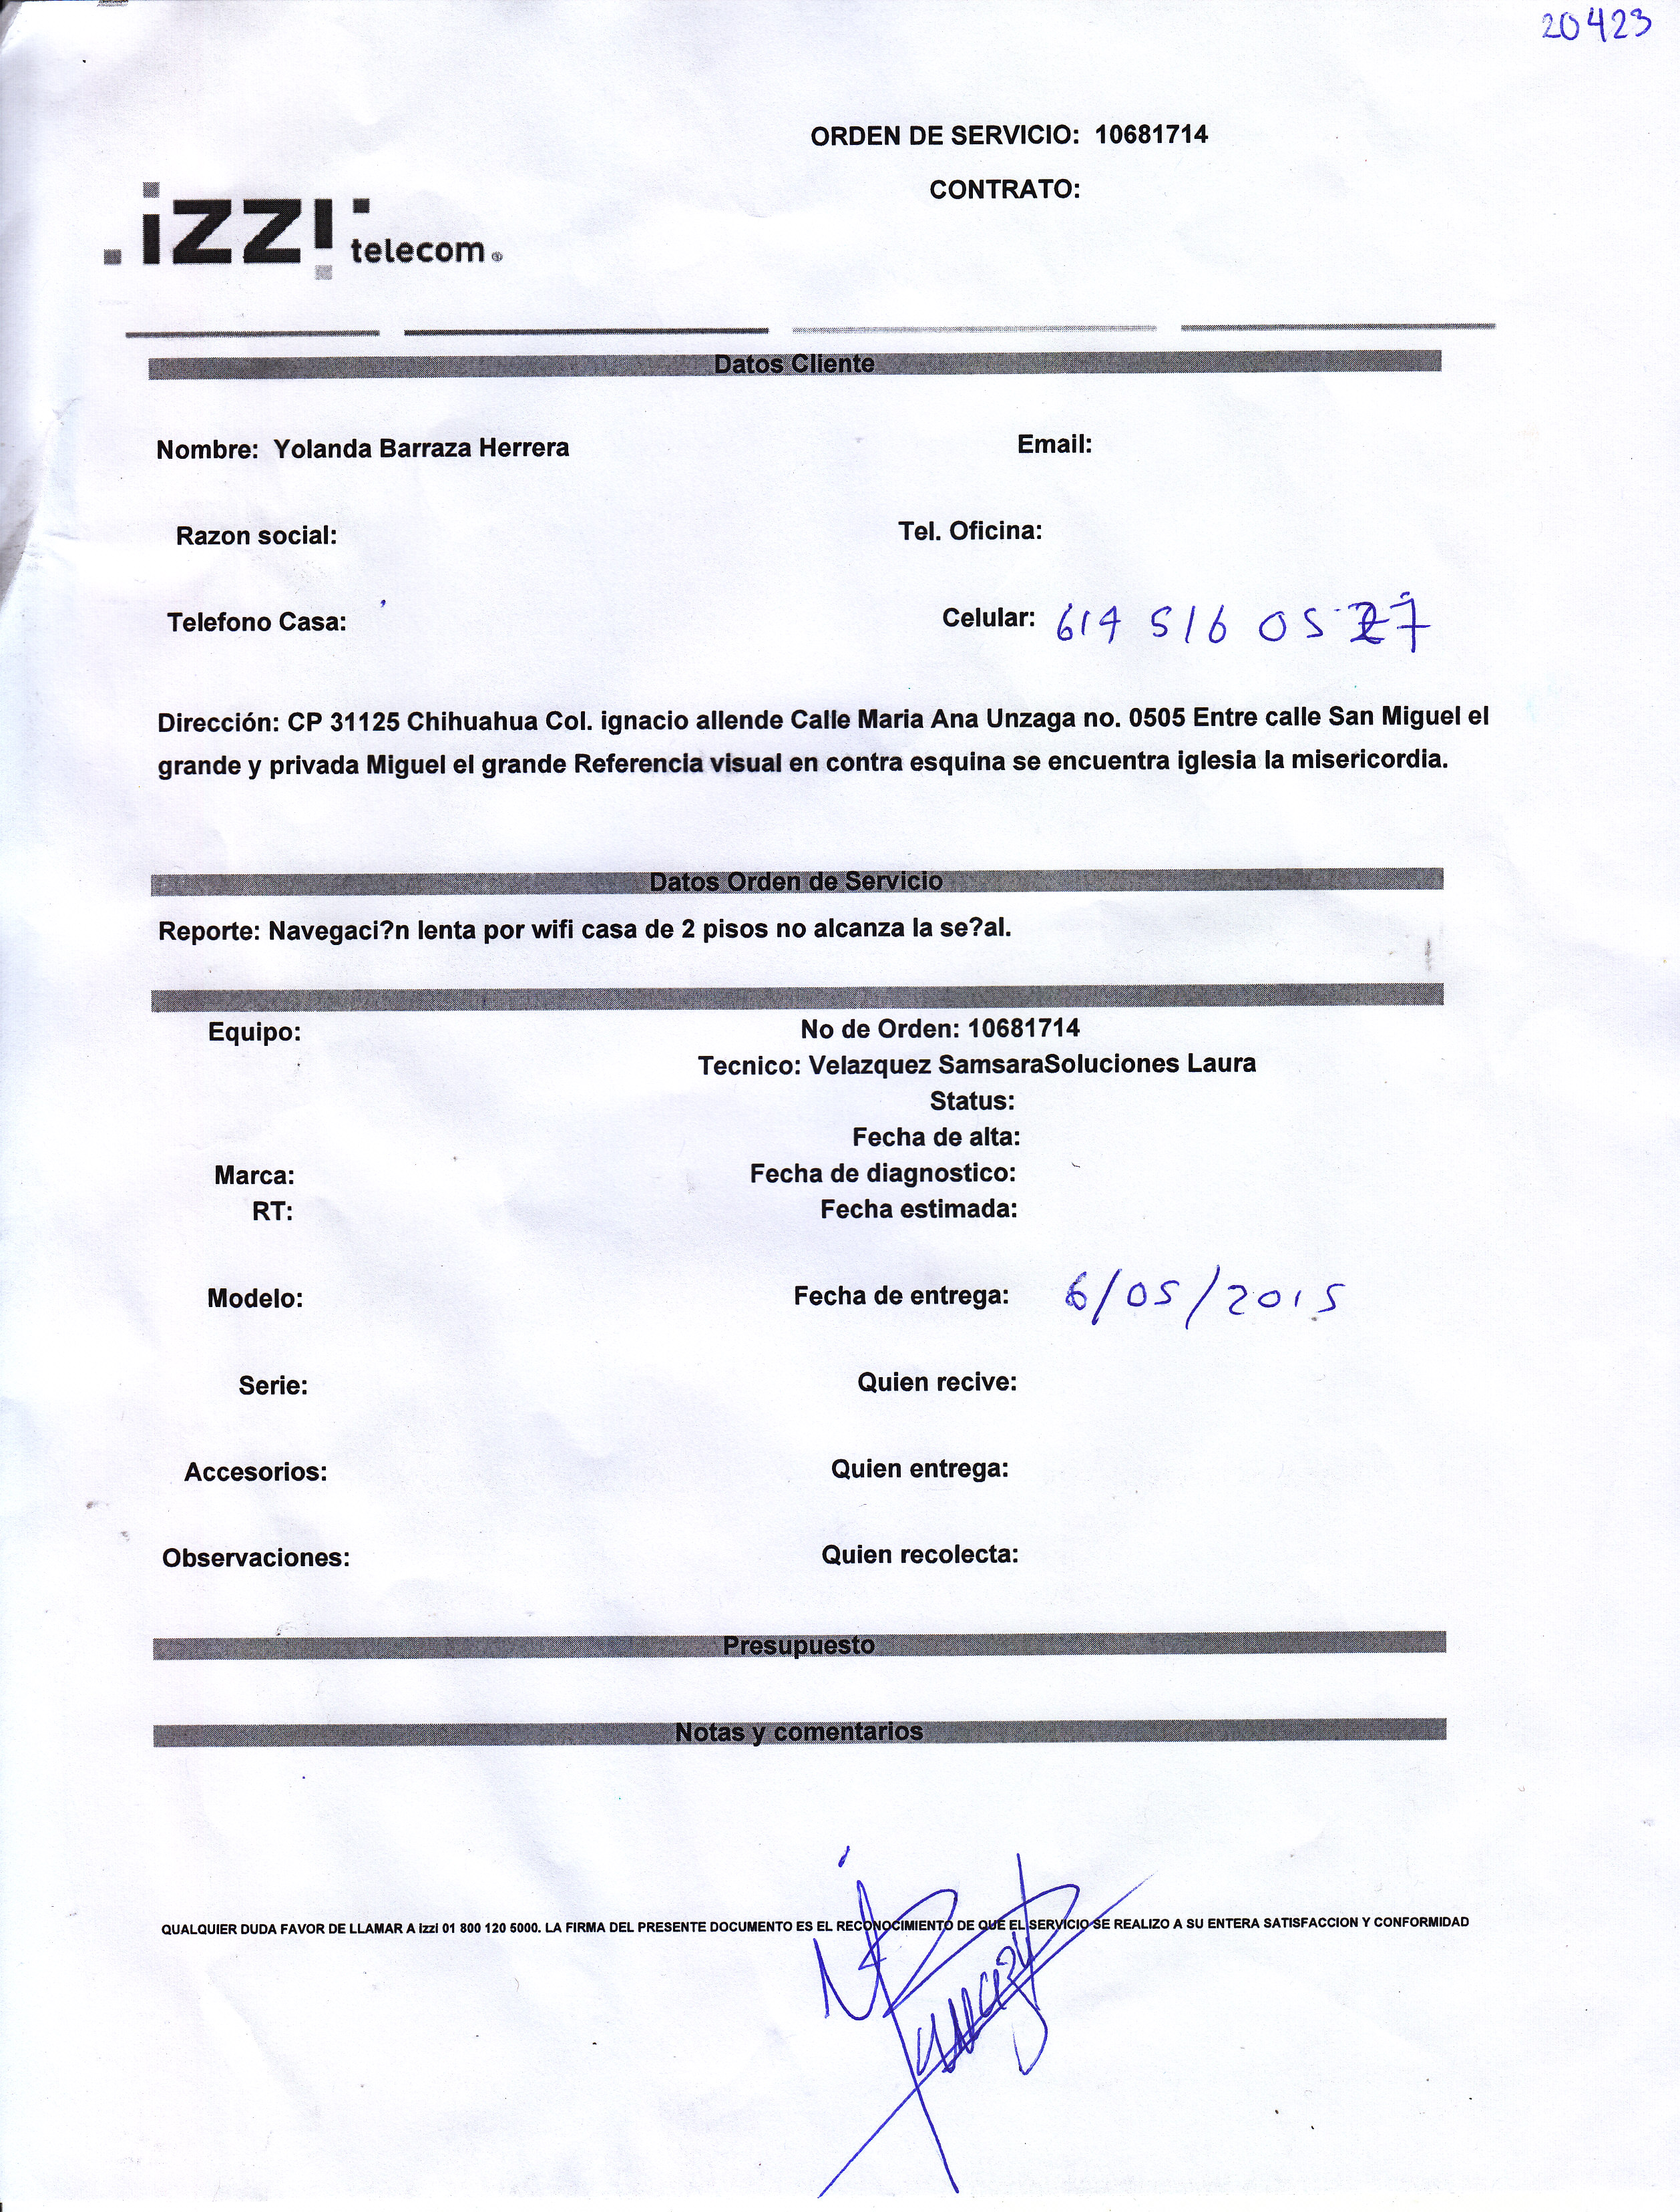 20423
ORDEN DE SERVICIO: 10681714
CONTRATO:
izzi telecom
Datos Cliente
Nombre: Yolanda Barraza Herrera Email:
Razon social: Tel. Oficina:
Telefono Casa: Celular: 614 516 05 27
Dirección: CP 31125 Chihuahua Col. ignacio allende Calle Maria Ana Unzaga no. 0505 Entre calle San Miguel el
grande y privada Miguel el grande Referencia visual en contra esquina se encuentra iglesia la misericordia.
Datos Orden de Servicio
Reporte: Navegaci?n lenta por wifi casa de 2 pisos no alcanza la se?al.
Equipo: No de Orden: 10681714
Tecnico: Velazquez SamsaraSoluciones Laura
Status:
Fecha de alta:
Marca: Fecha de diagnostico:
RT: Fecha estimada:
Modelo: Fecha de entrega: 6/05/2015
Serie: Quien recive:
Accesorios: Quien entrega:
Observaciones: Quien recolecta:
Presupuesto
Notas y comentarios
QUALQUIER DUDA FAVOR DE LLAMAR A izzi 01 800 120 5000. LA FIRMA DEL PRESENTE DOCUMENTO ES EL RECONOCIMIENTO DE QUE EL SERVICIO SE REALIZO A SU ENTERA SATISFACCION Y CONFORMIDAD